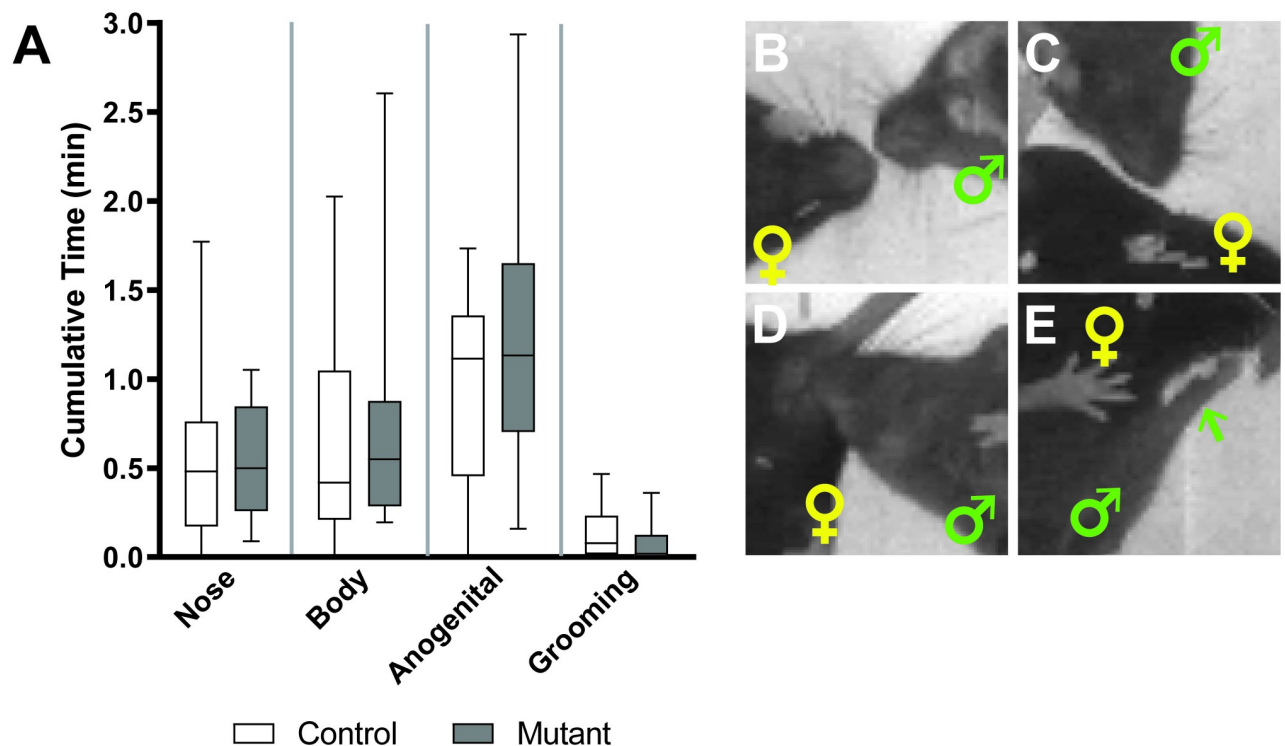 A
3.0
2.5
2.0
1.5
1.0
0.5
0.0
Cumulative Time (min)
Nose
Body
Anogenital
Grooming
Control
Mutant
B
♂
♀
C
♂
♀
D
♀
♂
E
♀
♂